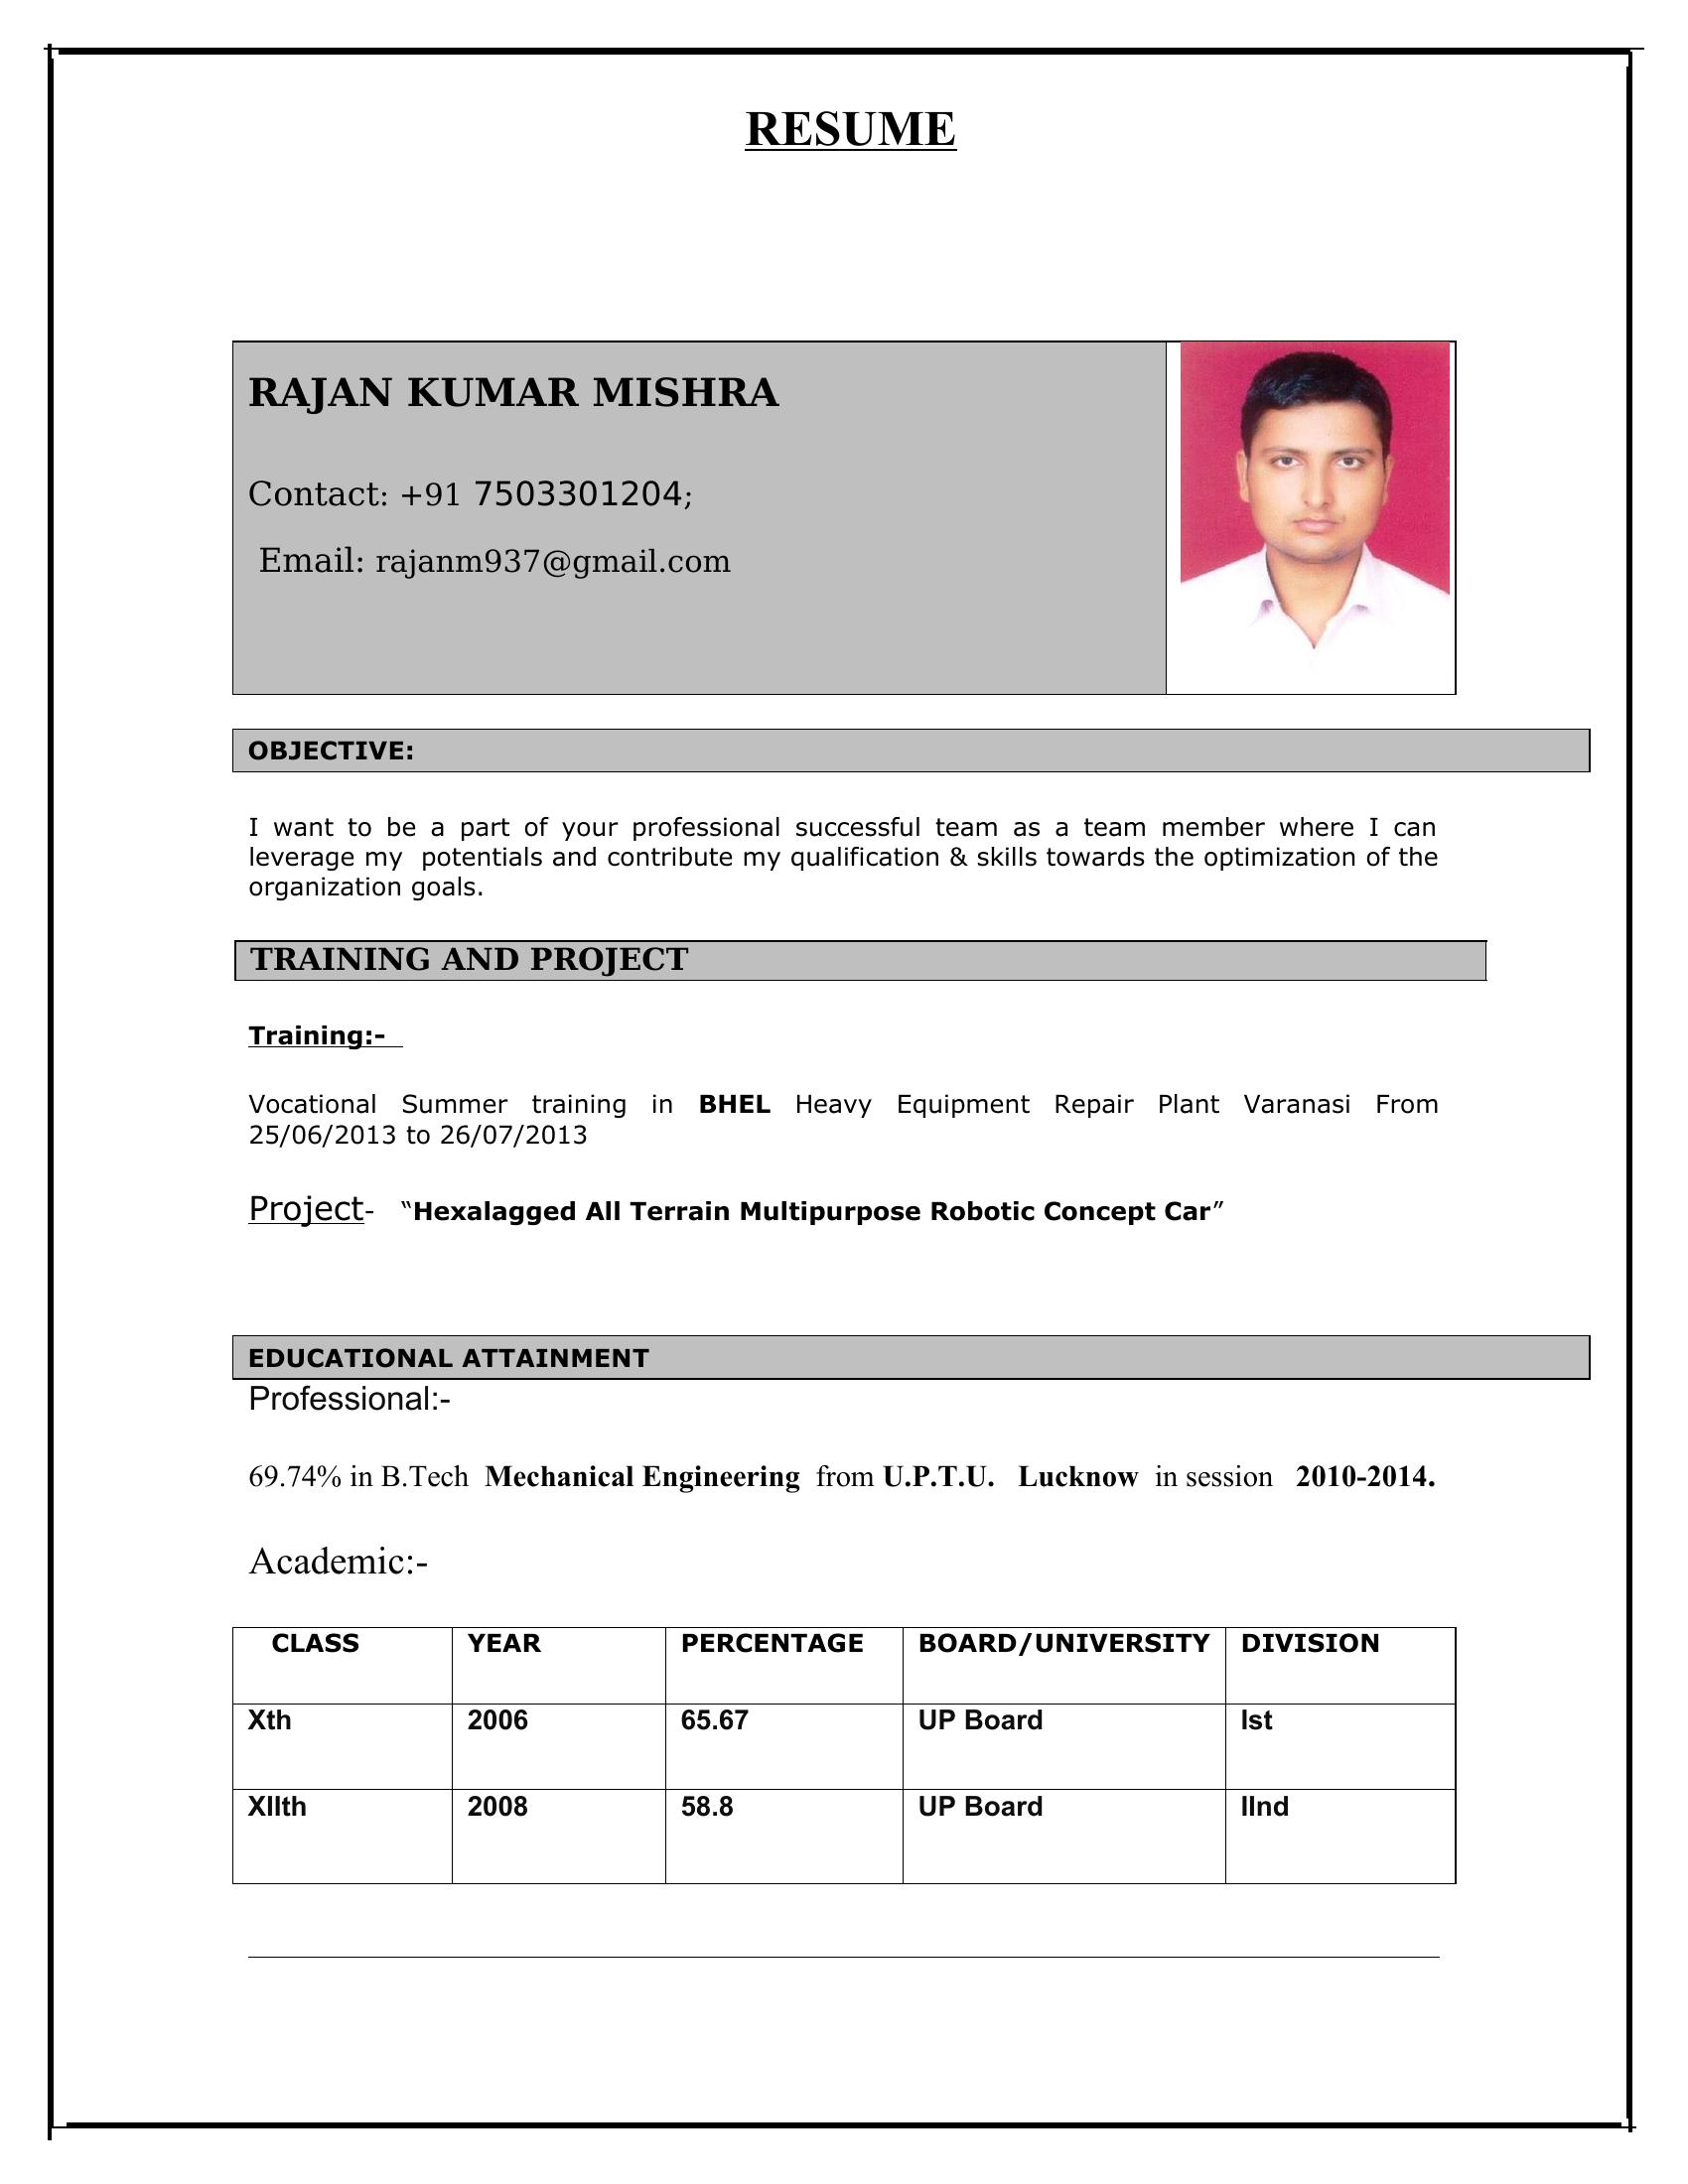 RESUME
RAJAN KUMAR MISHRA
Contact: +91 7503301204;
Email: rajanm937@gmail.com
OBJECTIVE:
I want to be a part of your professional successful team as a team member where I can
leverage my potentials and contribute my qualification & skills towards the optimization of the
organization goals.
TRAINING AND PROJECT
Training:-
Vocational Summer training in BHEL Heavy Equipment Repair Plant Varanasi From
25/06/2013 to 26/07/2013
Project- “Hexalagged All Terrain Multipurpose Robotic Concept Car”
EDUCATIONAL ATTAINMENT
Professional:-
69.74% in B.Tech Mechanical Engineering from U.P.T.U. Lucknow in session 2010-2014.
Academic:-
CLASS YEAR PERCENTAGE BOARD/UNIVERSITY DIVISION
Xth 2006 65.67 UP Board Ist
XIIth 2008 58.8 UP Board IInd